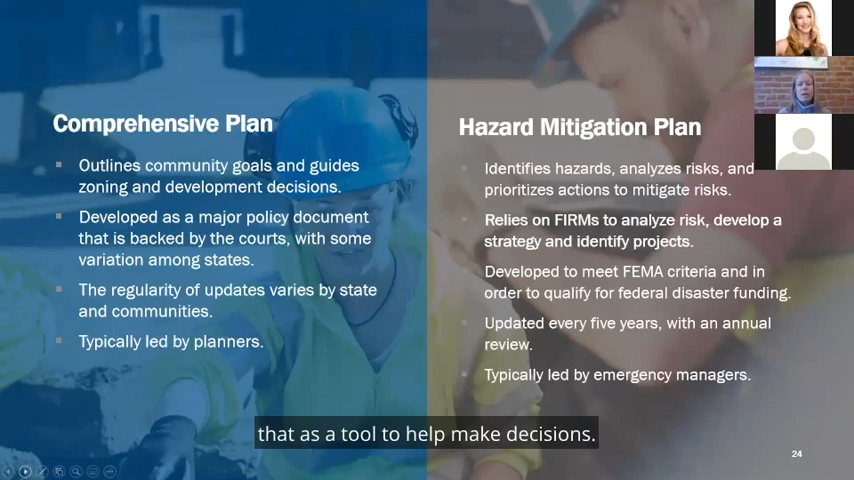 Comprehensive Plan
Outlines community goals and guides
zoning and development decisions.
Developed as a major policy document
that is backed by the courts, with some
variation among states.
The regularity of updates varies by state
and communities.
Typically led by planners.
Hazard Mitigation Plan
Identifies hazards, analyzes risks, and
prioritizes actions to mitigate risks.
Relies on FIRMs to analyze risk, develop a
strategy and identify projects.
Developed to meet FEMA criteria and in
order to qualify for federal disaster funding.
Updated every five years, with an annual
review.
Typically led by emergency managers.
that as a tool to help make decisions.
24